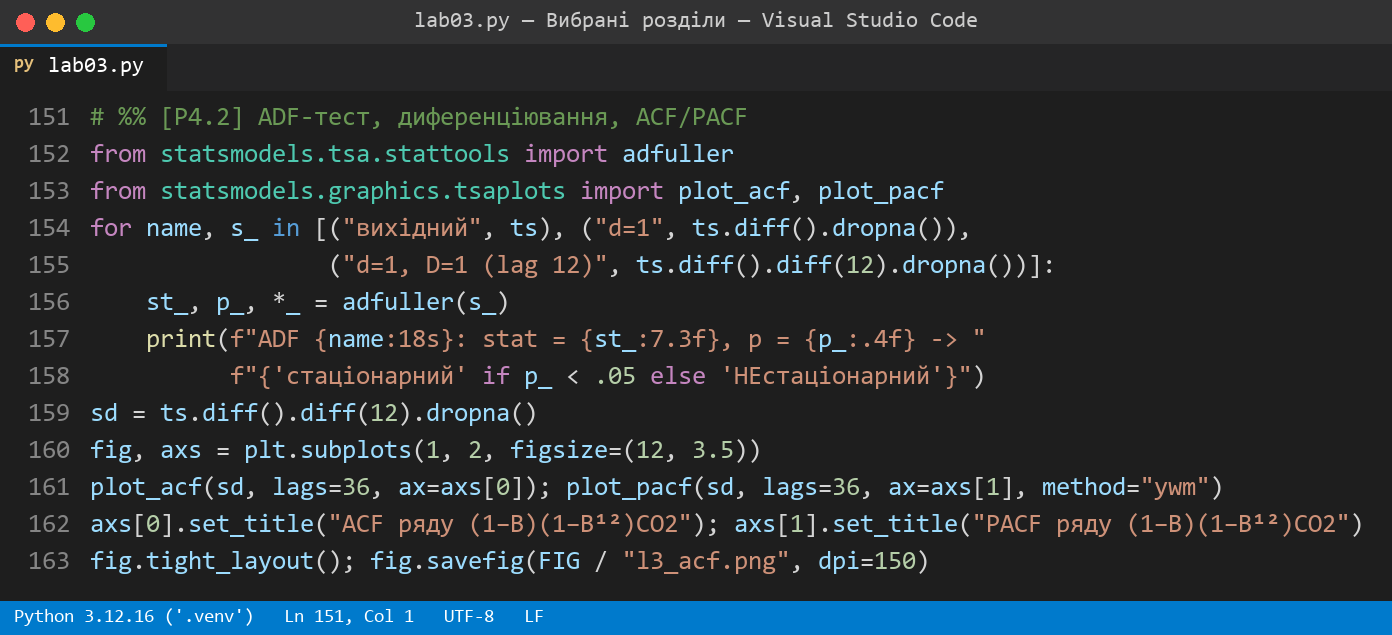 lab03.py — Вибрані розділи — Visual Studio Code
PY lab03.py
151 # %% [P4.2] ADF-тест, диференціювання, ACF/PACF
152 from statsmodels.tsa.stattools import adfuller
153 from statsmodels.graphics.tsaplots import plot_acf, plot_pacf
154 for name, s_ in [("вихідний", ts), ("d=1", ts.diff().dropna()),
155                  ("d=1, D=1 (lag 12)", ts.diff().diff(12).dropna())]:
156     st_, p_, *_ = adfuller(s_)
157     print(f"ADF {name:18s}: stat = {st_:7.3f}, p = {p_:.4f} -> "
158           f"{'стаціонарний' if p_ < .05 else 'НЕстаціонарний'}")
159 sd = ts.diff().diff(12).dropna()
160 fig, axs = plt.subplots(1, 2, figsize=(12, 3.5))
161 plot_acf(sd, lags=36, ax=axs[0]); plot_pacf(sd, lags=36, ax=axs[1], method="ywm")
162 axs[0].set_title("ACF ряду (1−B)(1−B¹²)CO2"); axs[1].set_title("PACF ряду (1−B)(1−B¹²)CO2")
163 fig.tight_layout(); fig.savefig(FIG / "l3_acf.png", dpi=150)
Python 3.12.16 ('.venv') Ln 151, Col 1 UTF-8 LF